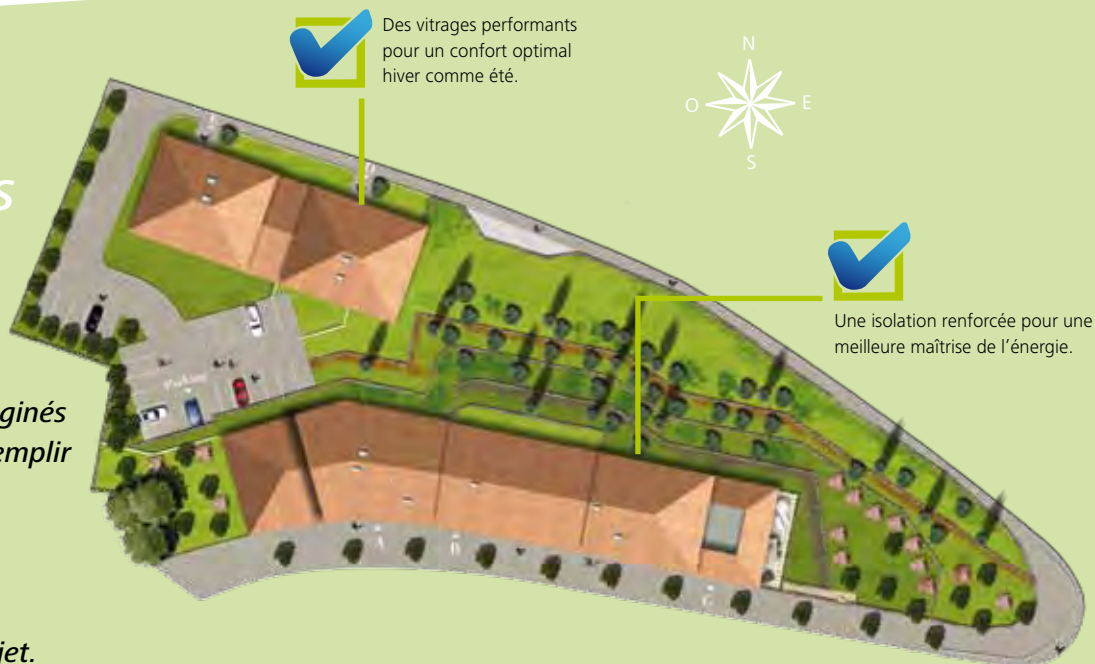 Des vitrages performants
pour un confort optimal
hiver comme été.
N
O E
S
s
Une isolation renforcée pour une
meilleure maîtrise de l'énergie.
ginés
emplir
Parking
A
B
C
jet.